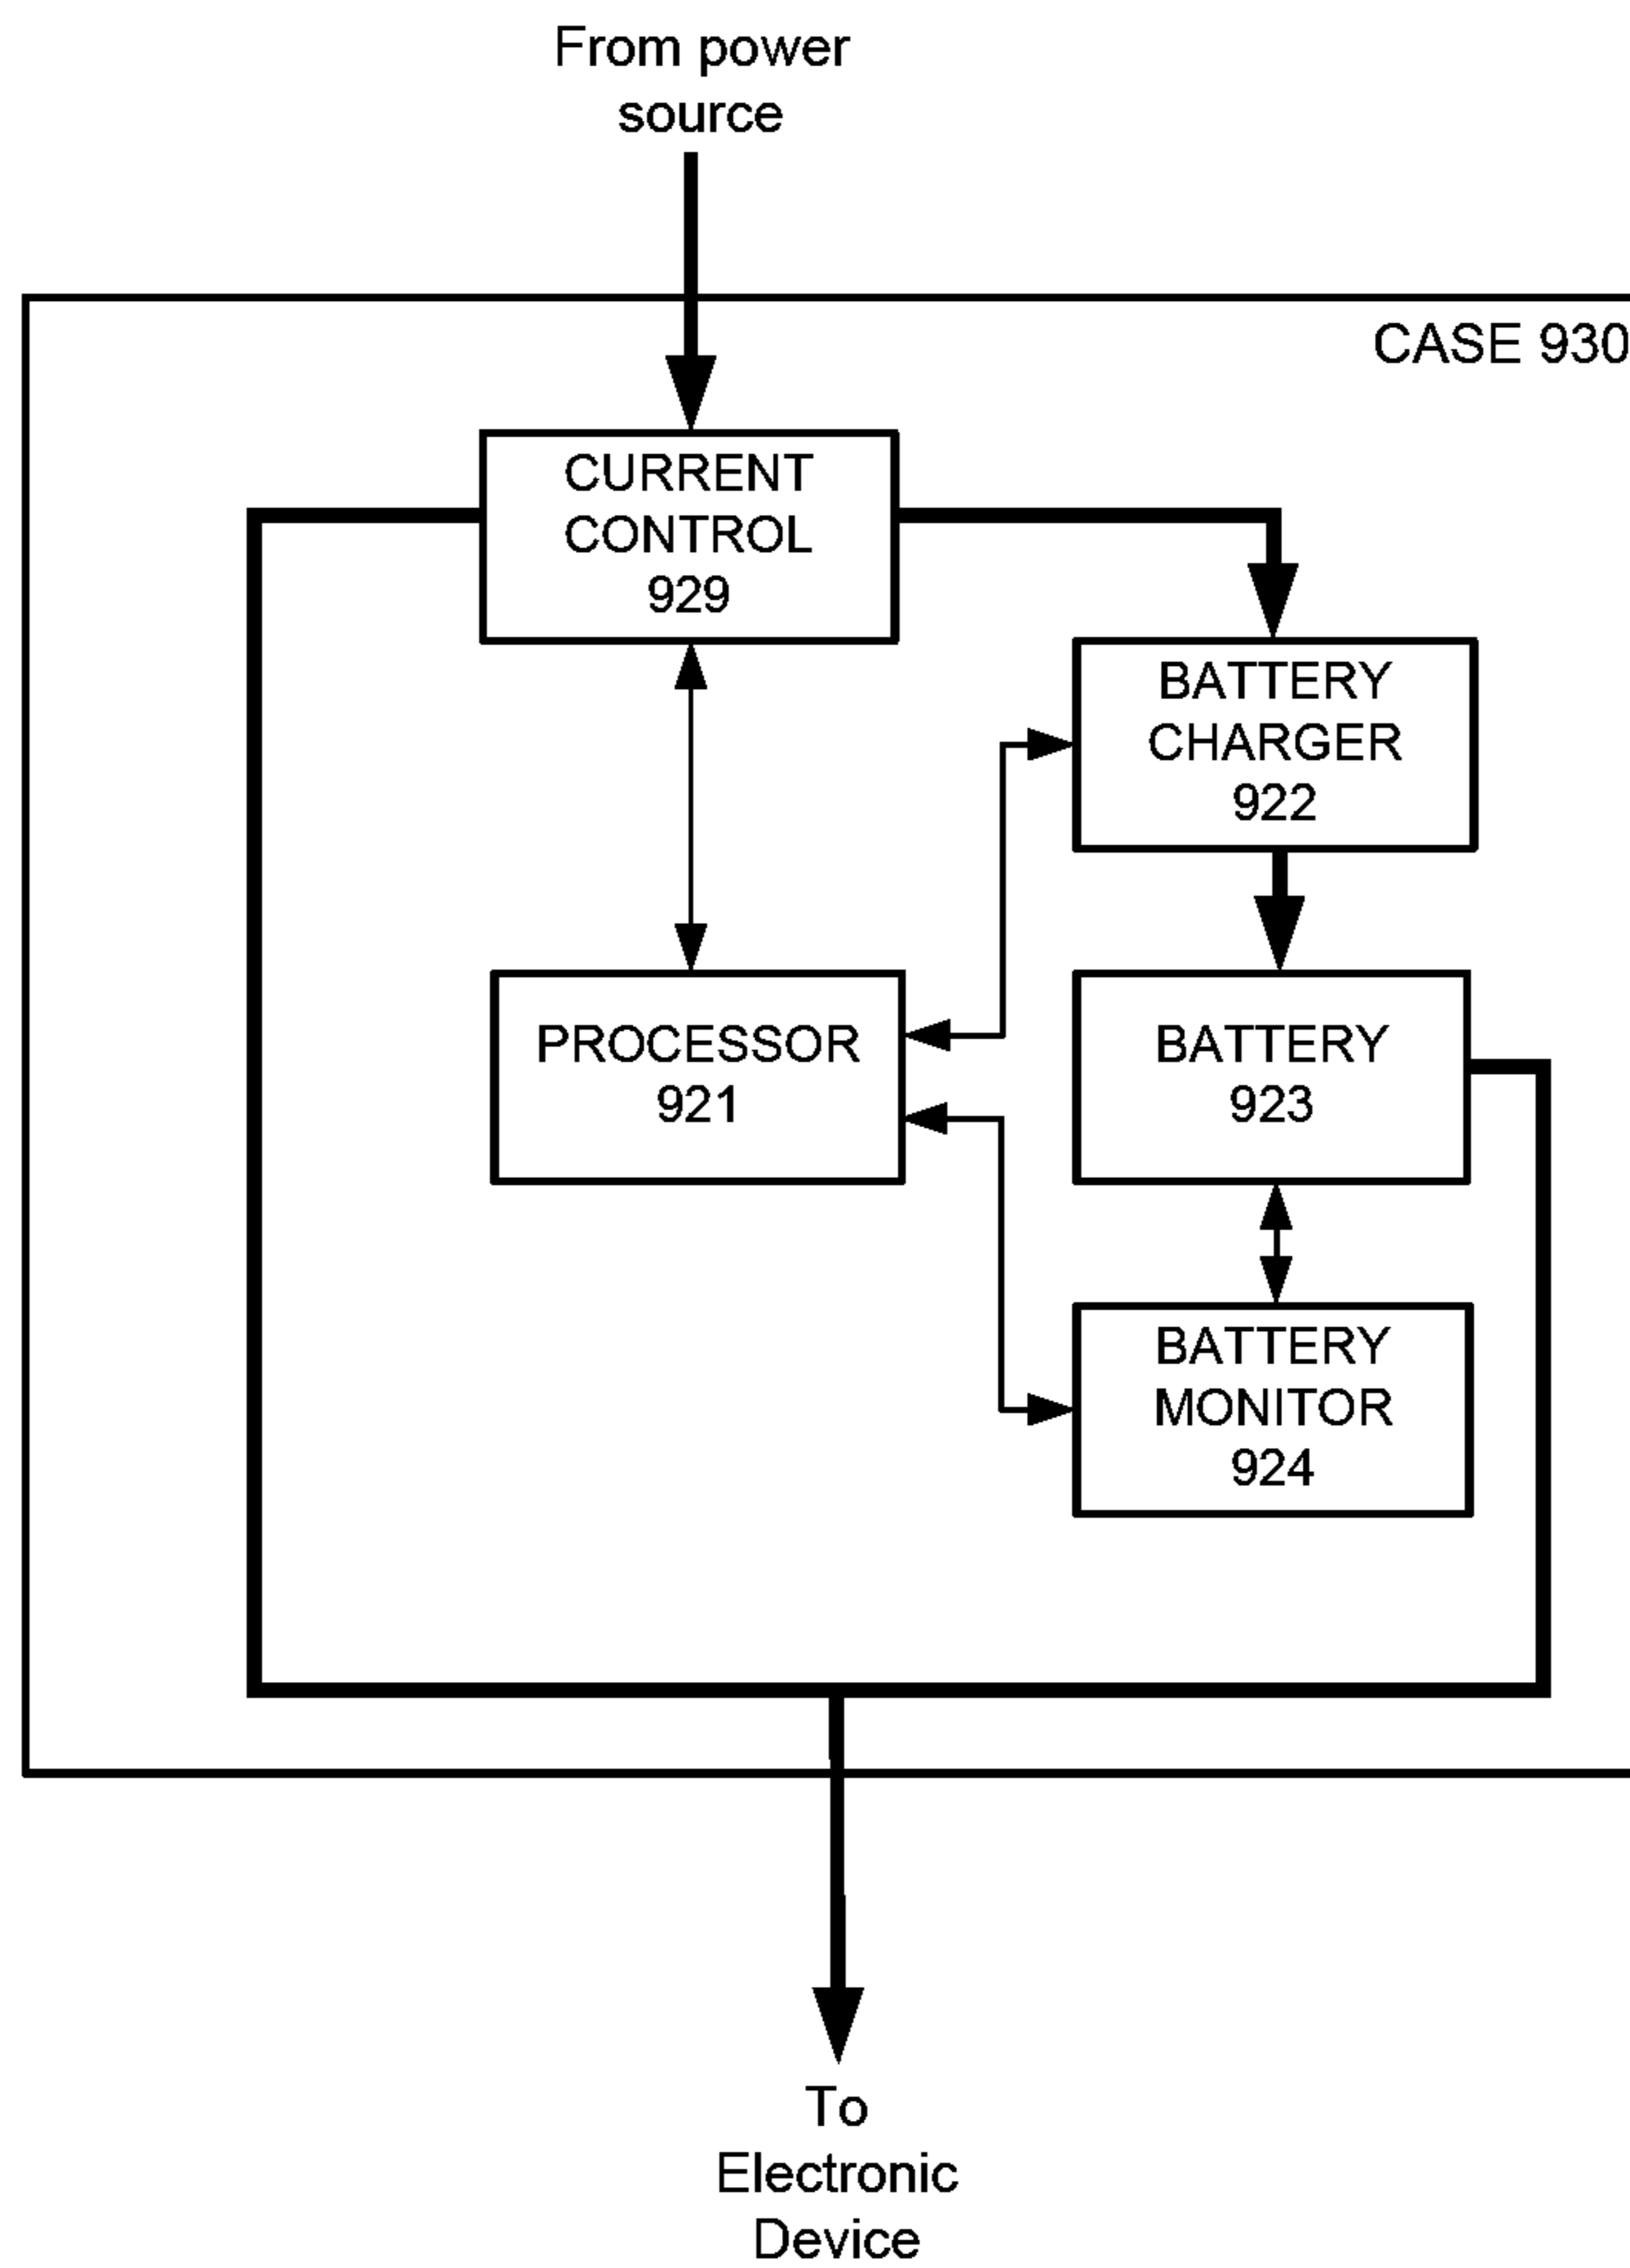 From power
source
CASE 930
CURRENT
CONTROL
929
BATTERY
CHARGER
922
PROCESSOR
921
BATTERY
923
BATTERY
MONITOR
924
To
Electronic
Device